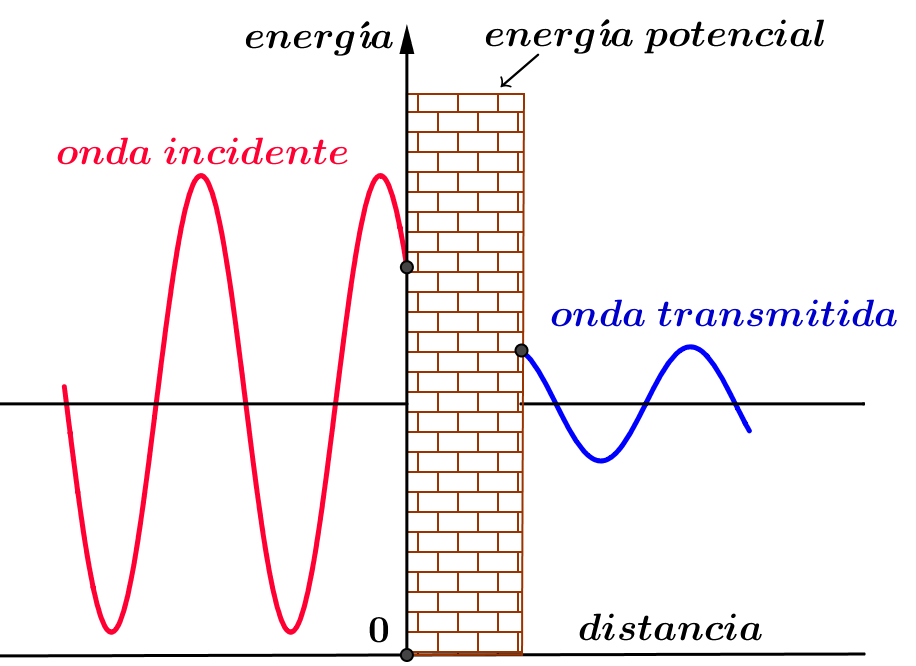 energía
energía potencial
onda incidente
onda transmitida
0
distancia